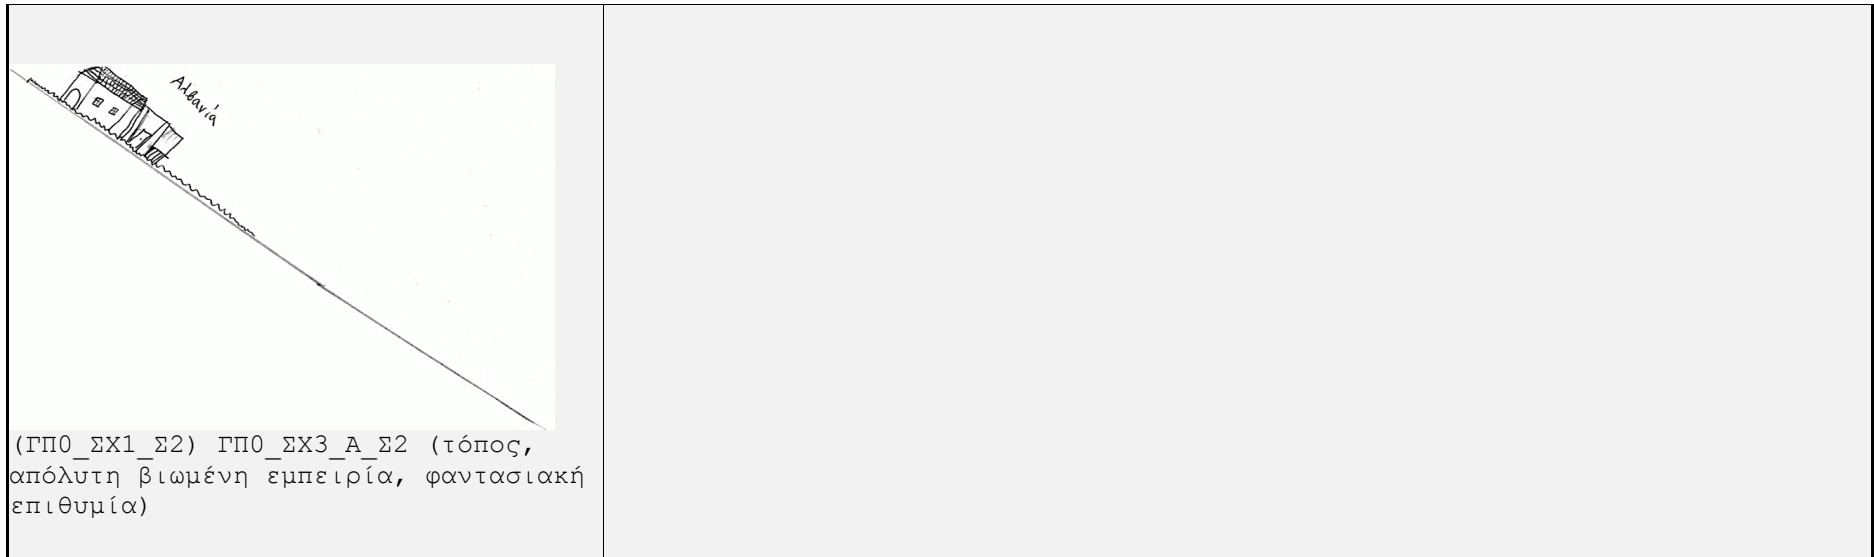 Αλβανία
(ΓΠ0_ΣΧ1_Σ2) ΓΠ0_ΣΧ3_Α_Σ2 (τόπος,
απόλυτη βιωμένη εμπειρία, φαντασιακή
επιθυμία)